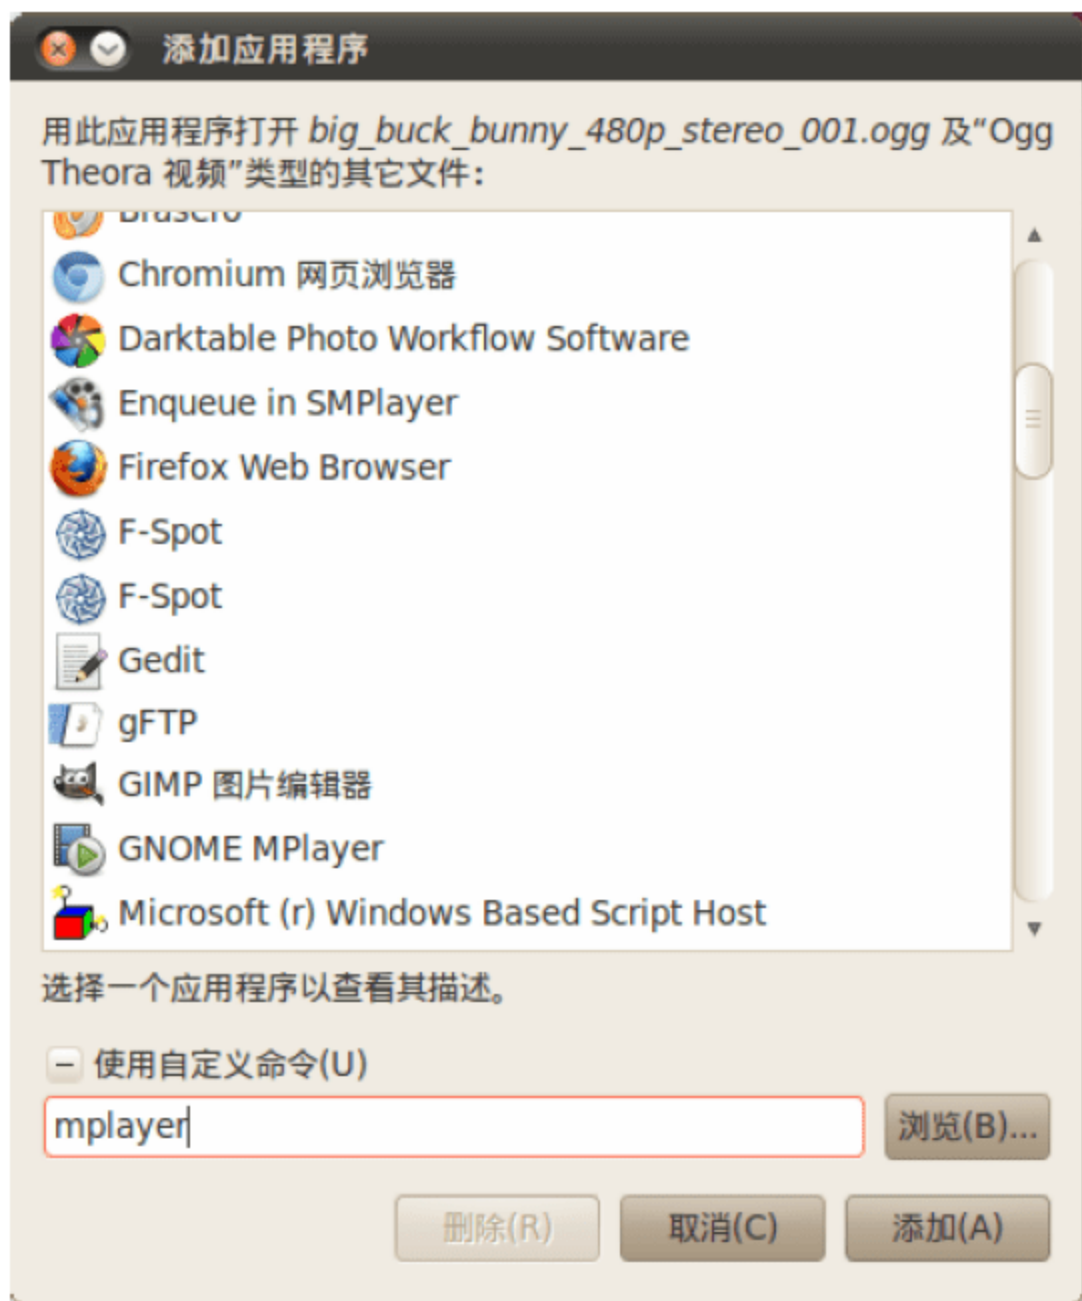 添加应用程序
用此应用程序打开 big_buck_bunny_480p_stereo_001.ogg 及“Ogg
Theora 视频”类型的其它文件：
Brasero
Chromium 网页浏览器
Darktable Photo Workflow Software
Enqueue in SMPlayer
Firefox Web Browser
F-Spot
F-Spot
Gedit
gFTP
GIMP 图片编辑器
GNOME MPlayer
Microsoft (r) Windows Based Script Host
选择一个应用程序以查看其描述。
使用自定义命令(U)
mplayer
浏览(B)...
删除(R)
取消(C)
添加(A)